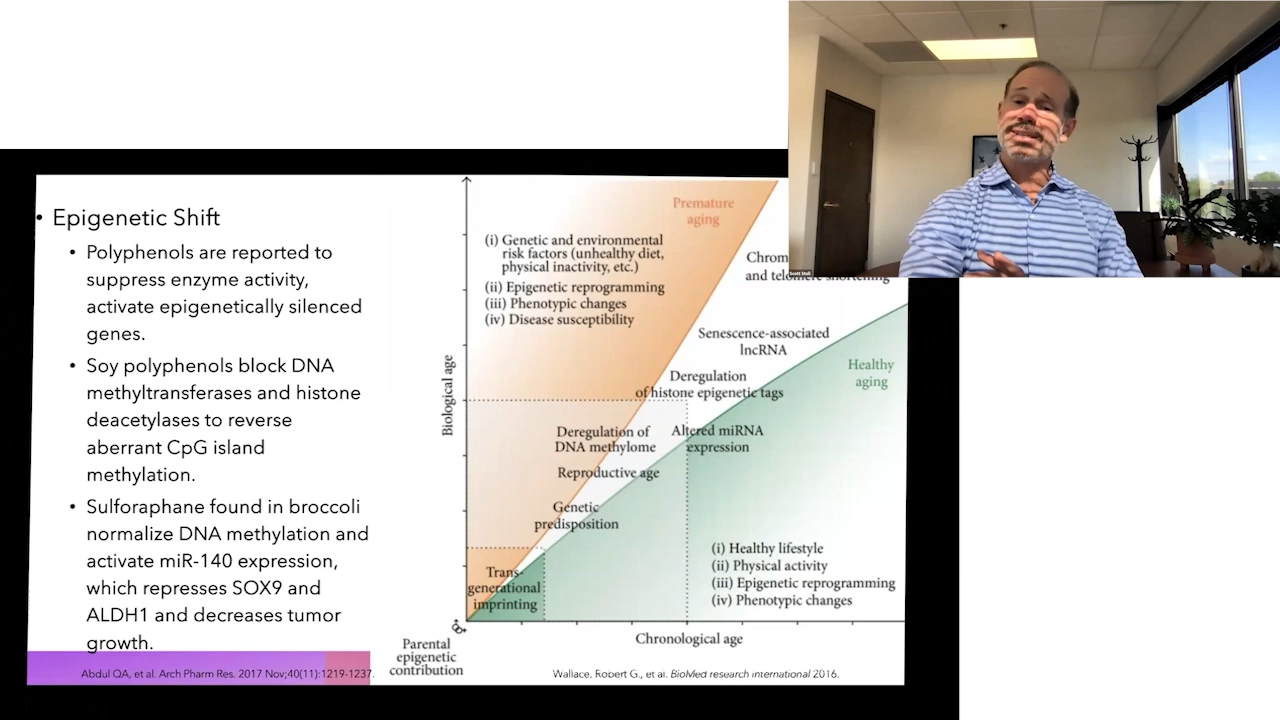 • Epigenetic Shift
• Polyphenols are reported to
suppress enzyme activity,
activate epigenetically silenced
genes.
• Soy polyphenols block DNA
methyltransferases and histone
deacetylases to reverse
aberrant CpG island
methylation.
• Sulforaphane found in broccoli
normalize DNA methylation and
activate miR-140 expression,
which represses SOX9 and
ALDH1 and decreases tumor
growth.
Abdul QA, et al. Arch Pharm Res. 2017 Nov;40(11):1219-1237.
Biological age
Premature
aging
(i) Genetic and environmental
risk factors (unhealthy diet,
physical inactivity, etc.)
(ii) Epigenetic reprogramming
(iii) Phenotypic changes
(iv) Disease susceptibility
and telomere shortening
Senescence-associated
lncRNA
Healthy
aging
Deregulation
of histone epigenetic tags
Deregulation of
DNA methylome
Altered miRNA
expression
Reproductive age
Genetic
predisposition
Trans-
generational
imprinting
(i) Healthy lifestyle
(ii) Physical activity
(iii) Epigenetic reprogramming
(iv) Phenotypic changes
Parental
epigenetic
contribution
Chronological age
Wallace, Robert G., et al. BioMed research international 2016.
Scott Stoll